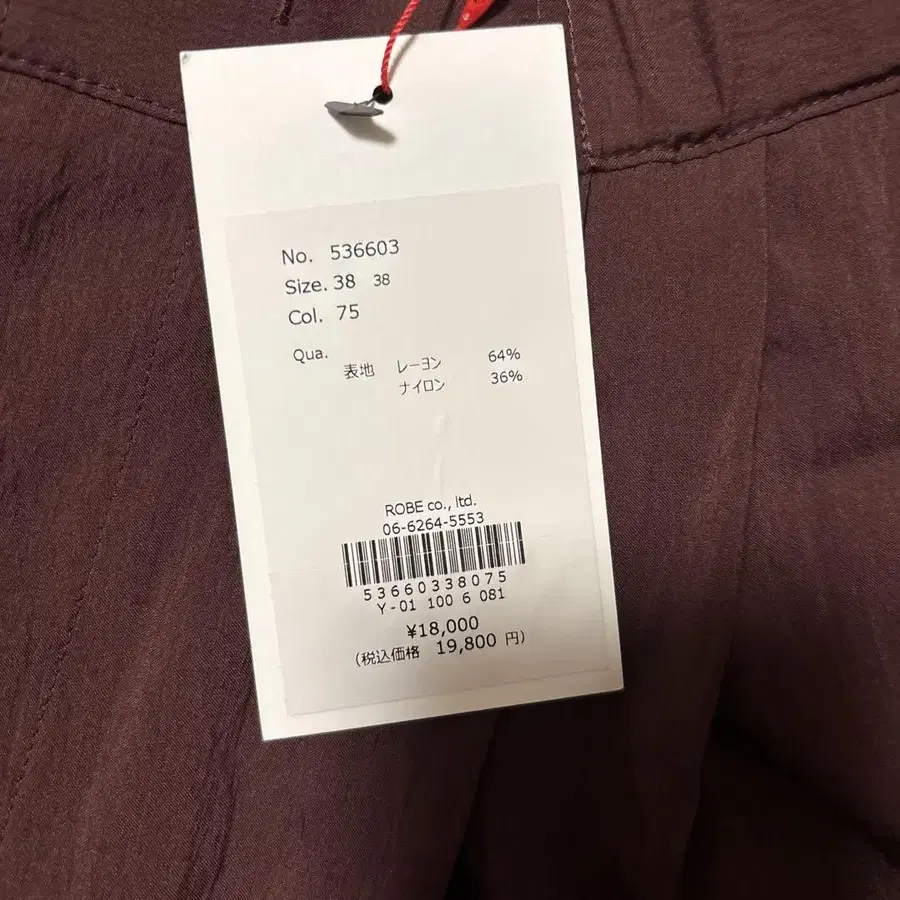 No. 536603
Size. 38 38
Col. 75
Qua.
表地 レーヨン 64%
ナイロン 36%
ROBE co., ltd.
06-6264-5553
53660338075
Y-01 100 6 081
¥18,000
(税込価格 19,800 円)